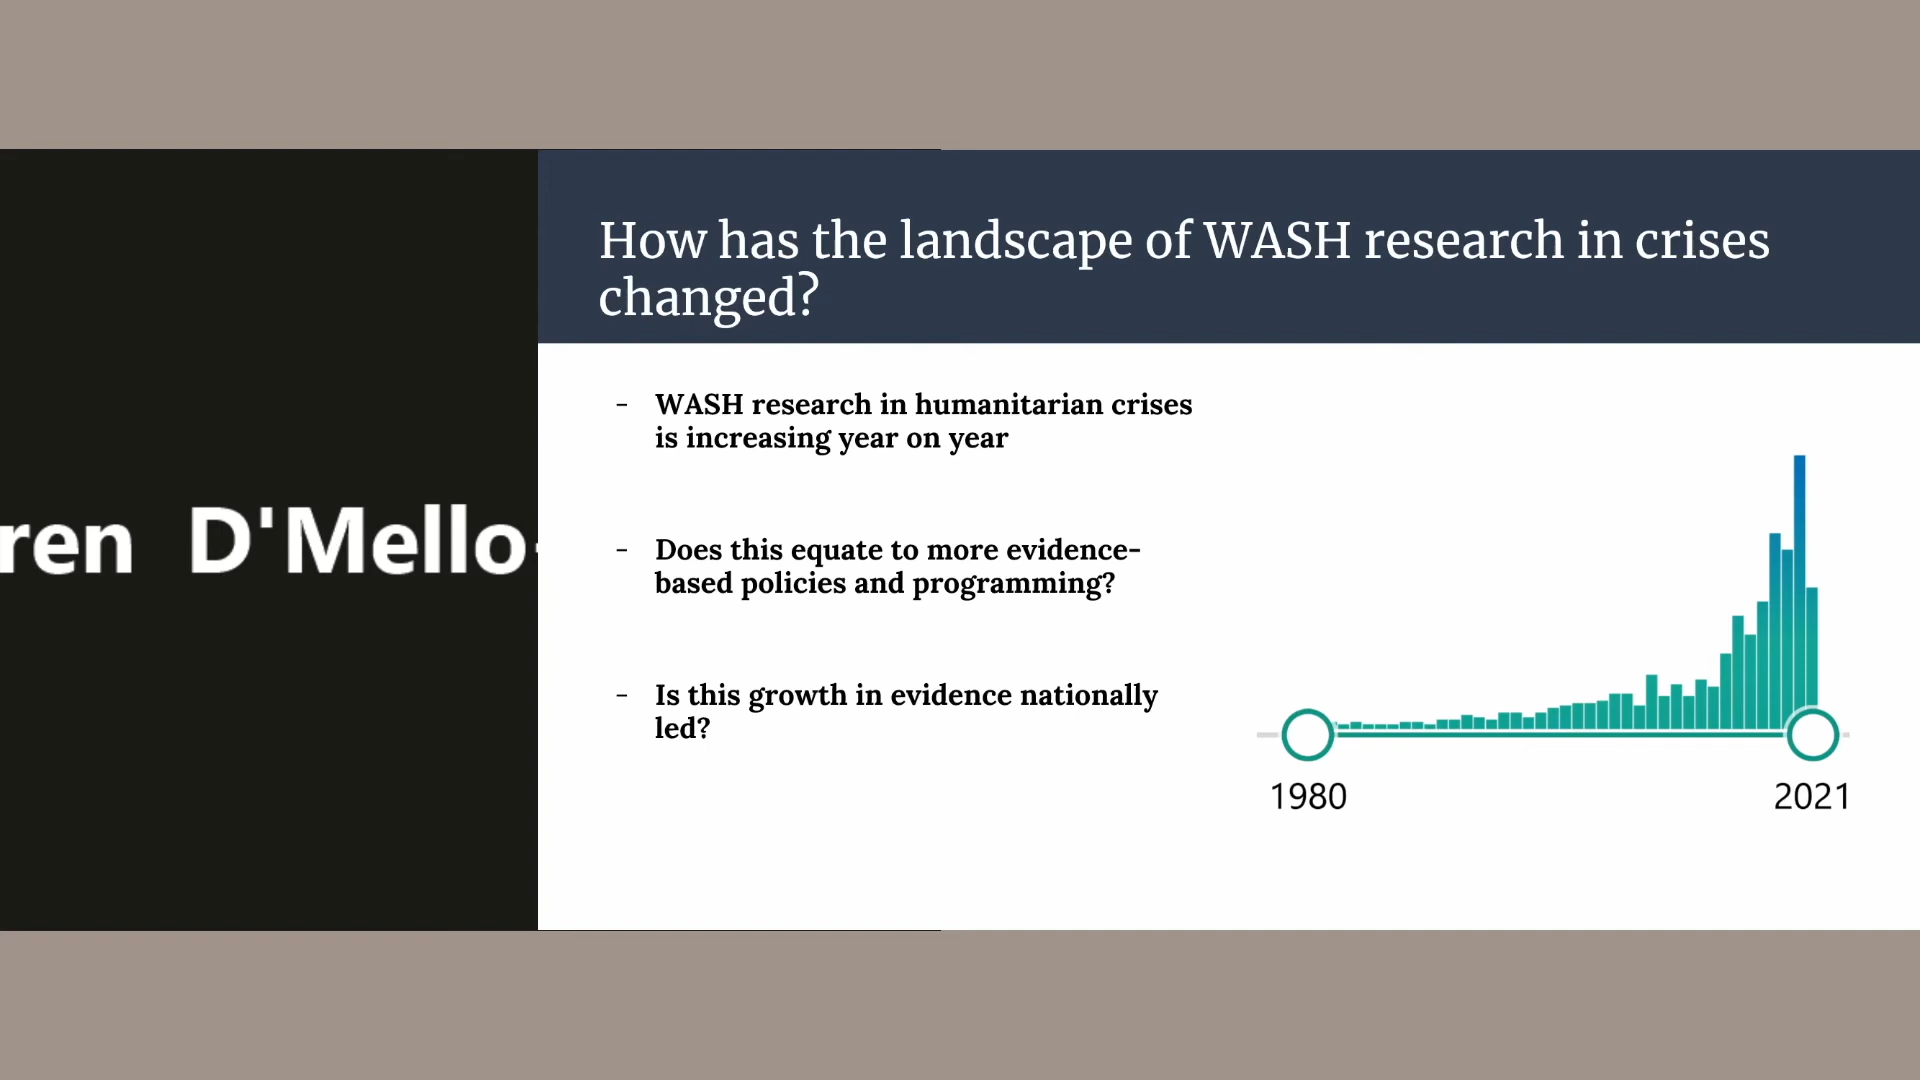 ren D'Mello-
How has the landscape of WASH research in crises
changed?
- WASH research in humanitarian crises
is increasing year on year
- Does this equate to more evidence-
based policies and programming?
- Is this growth in evidence nationally
led?
1980
2021